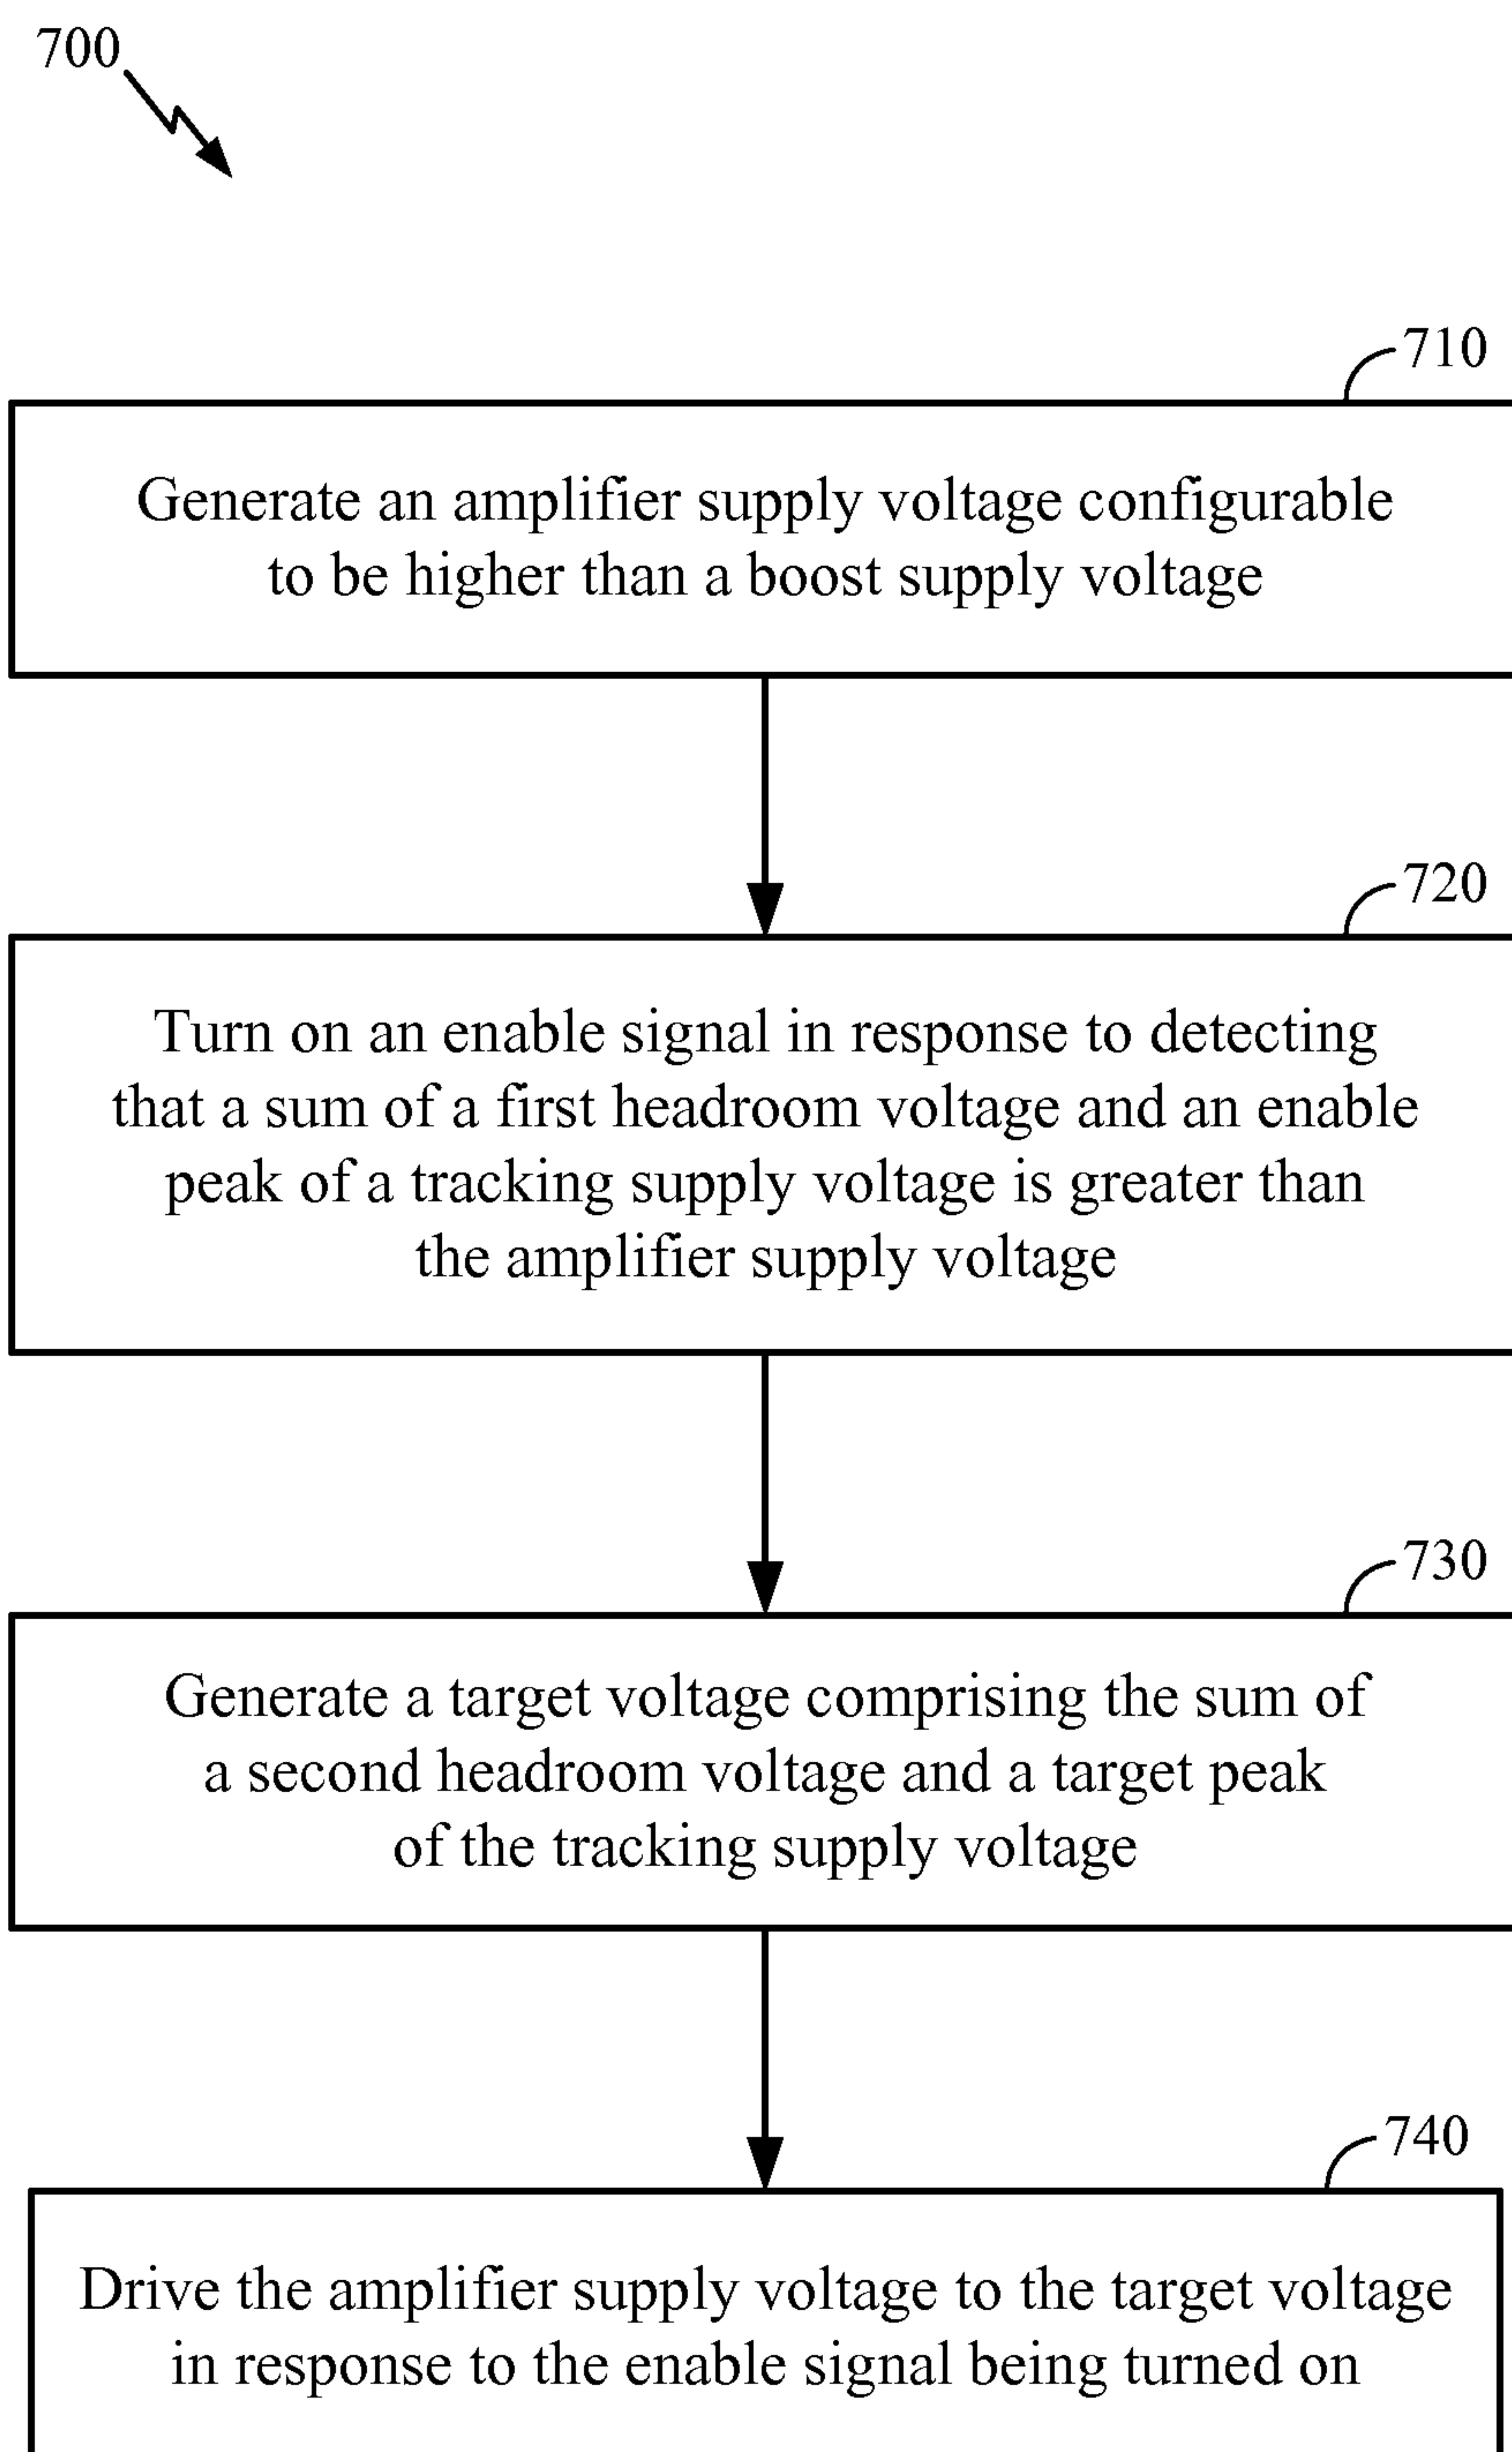 700
710
Generate an amplifier supply voltage configurable
to be higher than a boost supply voltage
720
Turn on an enable signal in response to detecting
that a sum of a first headroom voltage and an enable
peak of a tracking supply voltage is greater than
the amplifier supply voltage
730
Generate a target voltage comprising the sum of
a second headroom voltage and a target peak
of the tracking supply voltage
740
Drive the amplifier supply voltage to the target voltage
in response to the enable signal being turned on